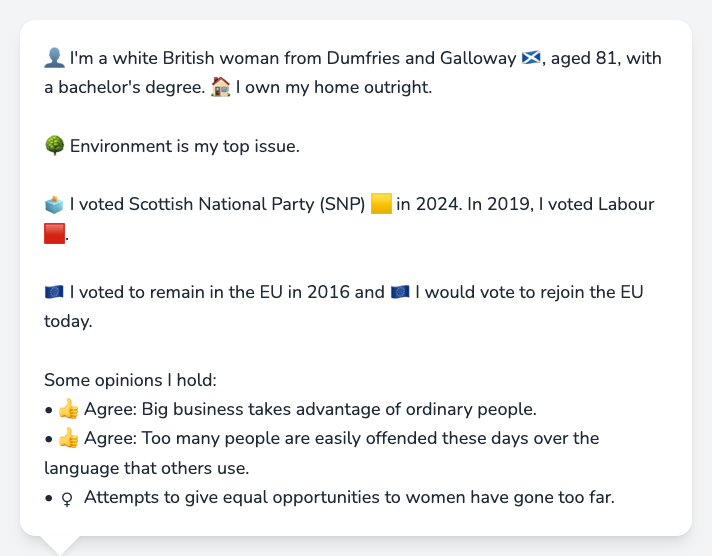 👤 I'm a white British woman from Dumfries and Galloway 🏴󠁧󠁢󠁳󠁣󠁴󠁿, aged 81, with
a bachelor's degree. 🏠 I own my home outright.
🌳 Environment is my top issue.
🗳️ I voted Scottish National Party (SNP) 🟨 in 2024. In 2019, I voted Labour
🟥.
🇪🇺 I voted to remain in the EU in 2016 and 🇪🇺 I would vote to rejoin the EU
today.
Some opinions I hold:
• 👍 Agree: Big business takes advantage of ordinary people.
• 👍 Agree: Too many people are easily offended these days over the
language that others use.
• ♀ Attempts to give equal opportunities to women have gone too far.